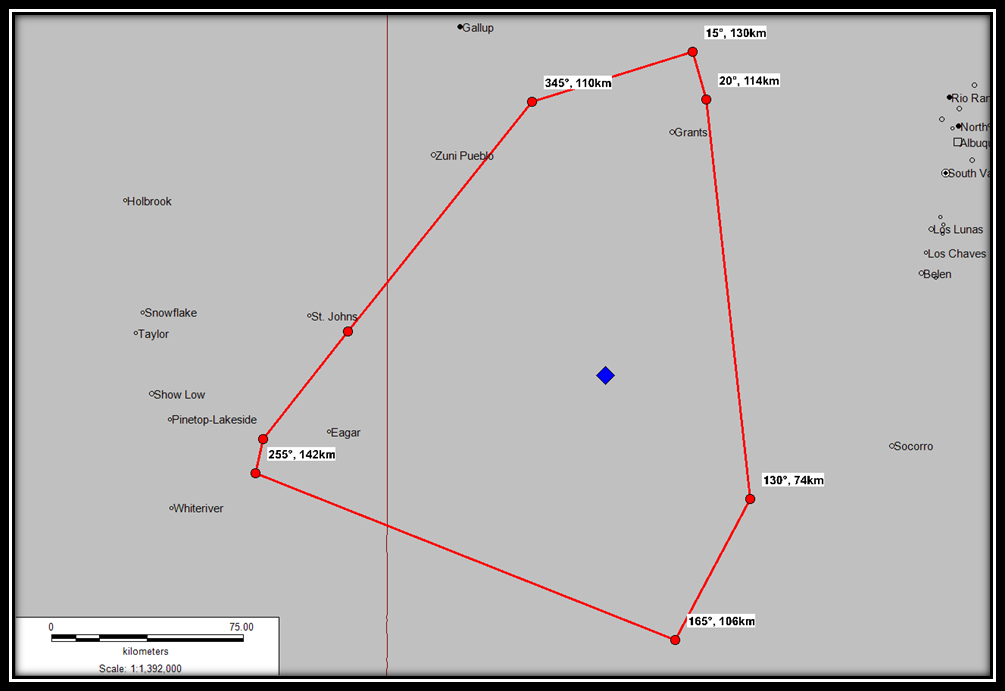 Gallup
15°, 130km
345°, 110km
20°, 114km
Grants
Zuni Pueblo
Holbrook
Snowflake
St. Johns
Taylor
Show Low
Pinetop-Lakeside
Eagar
255°, 142km
Whiteriver
130°, 74km
165°, 106km
Socorro
Rio Ran
North
Albuqu
South Va
Los Lunas
Los Chaves
Belen
0 75.00
kilometers
Scale: 1:1,392,000